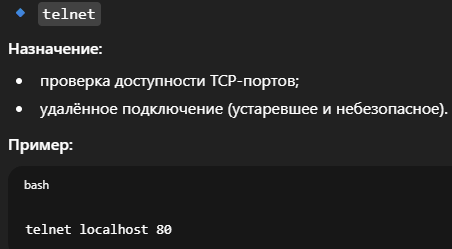 telnet
Назначение:
проверка доступности TCP-портов;
удалённое подключение (устаревшее и небезопасное).
Пример:
bash
telnet localhost 80